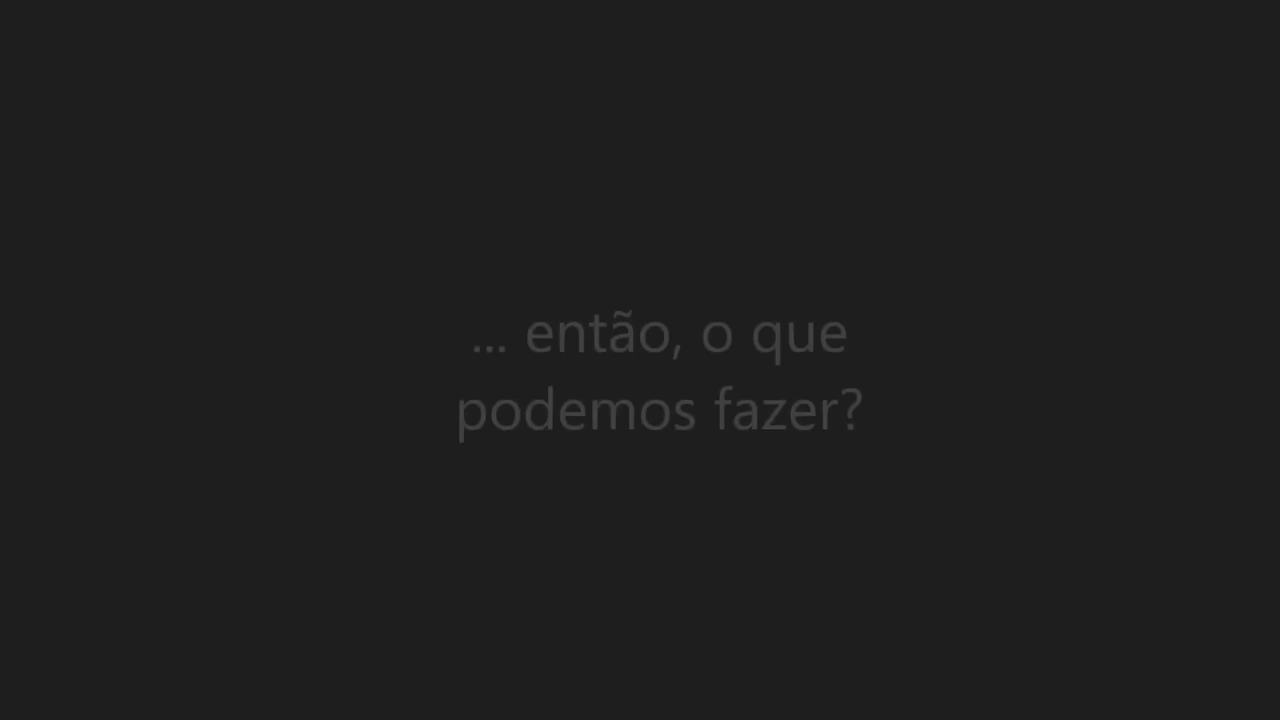 ... então, o que
podemos fazer?